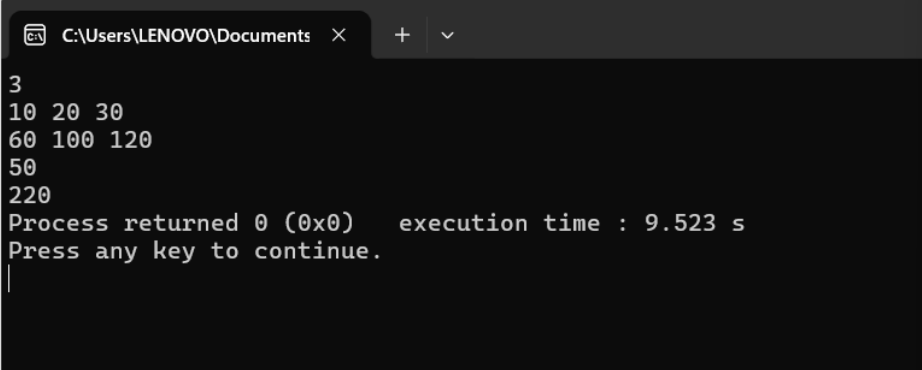 C:\Users\LENOVO\Documents
3
10 20 30
60 100 120
50
220
Process returned 0 (0x0)   execution time : 9.523 s
Press any key to continue.